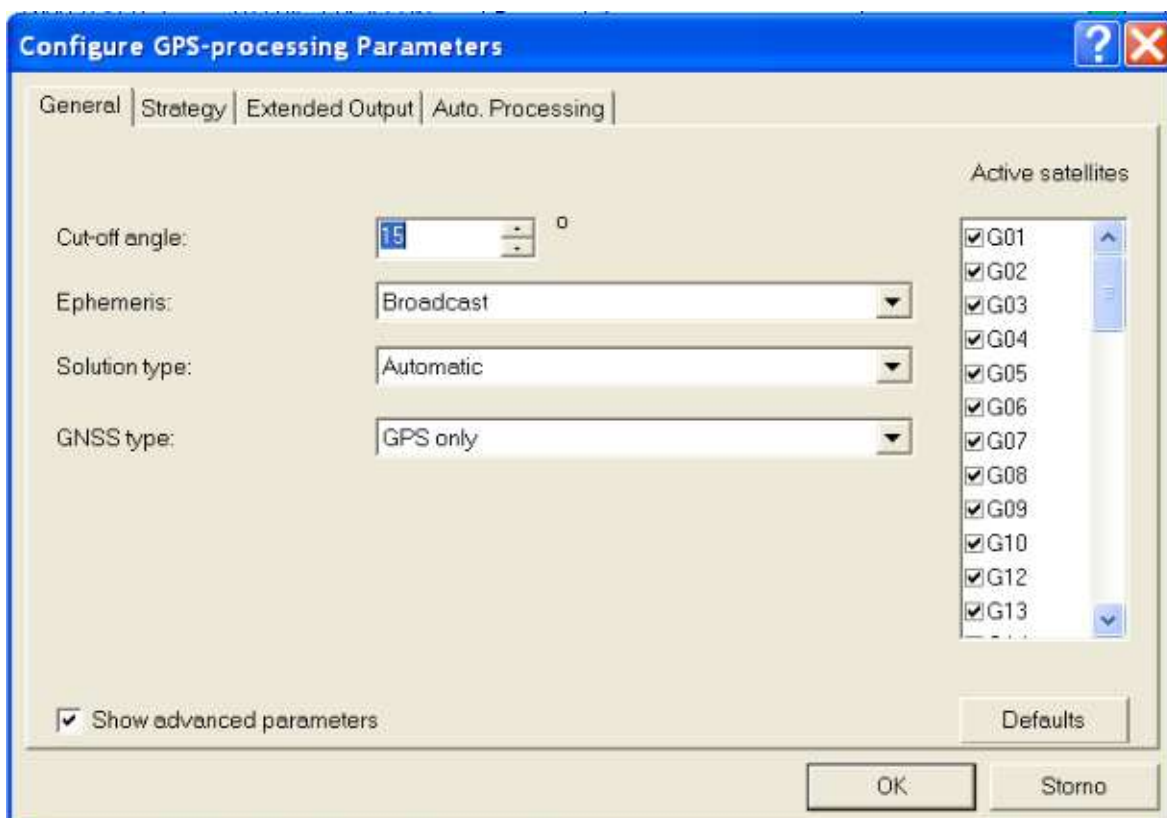 Configure GPS-processing Parameters
General Strategy Extended Output Auto. Processing
Active satellites
Cut-off angle: 15 °
Ephemeris: Broadcast
Solution type: Automatic
GNSS type: GPS only
G01
G02
G03
G04
G05
G06
G07
G08
G09
G10
G12
G13
Show advanced parameters
Defaults
OK
Storno